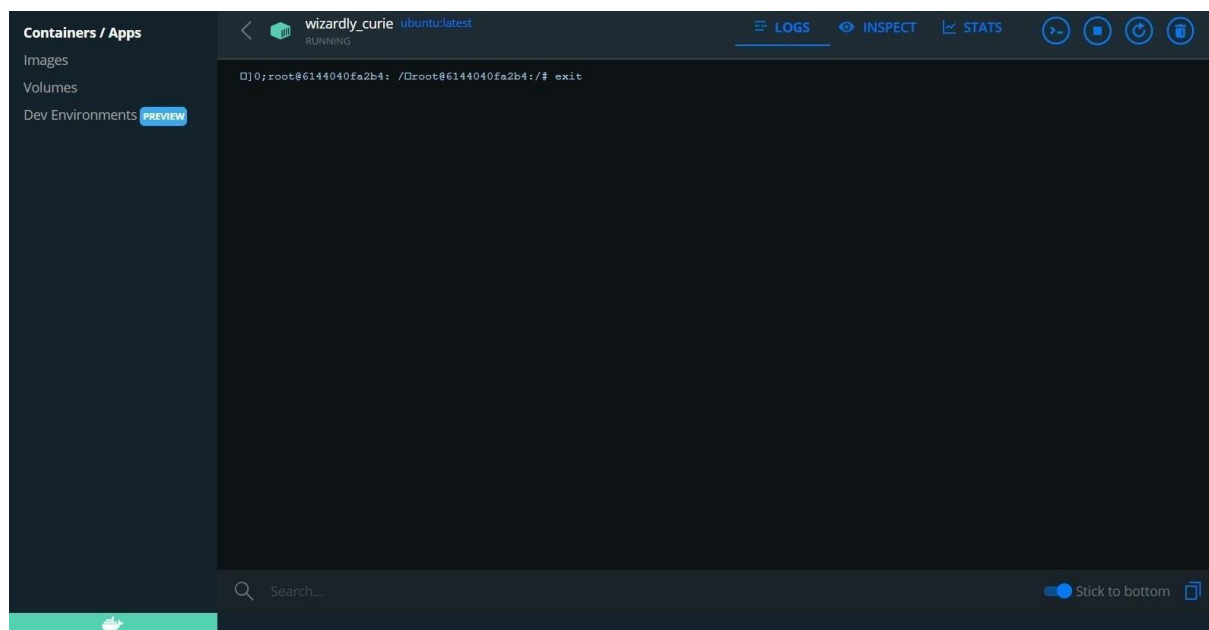 Containers / Apps
Images
Volumes
Dev Environments PREVIEW
wizardly_curie ubuntu:latest
RUNNING
LOGS INSPECT STATS
□]0;root@6144040fa2b4: /□root@6144040fa2b4:/# exit
Search...
Stick to bottom